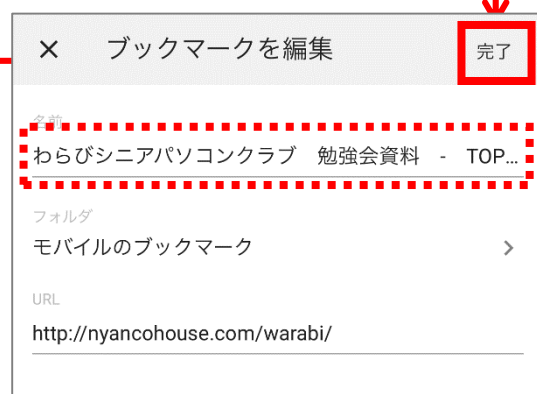 × ブックマークを編集 完了
名前
わらびシニアパソコンクラブ　勉強会資料　-　TOP...
フォルダ
モバイルのブックマーク
URL
http://nyancohouse.com/warabi/